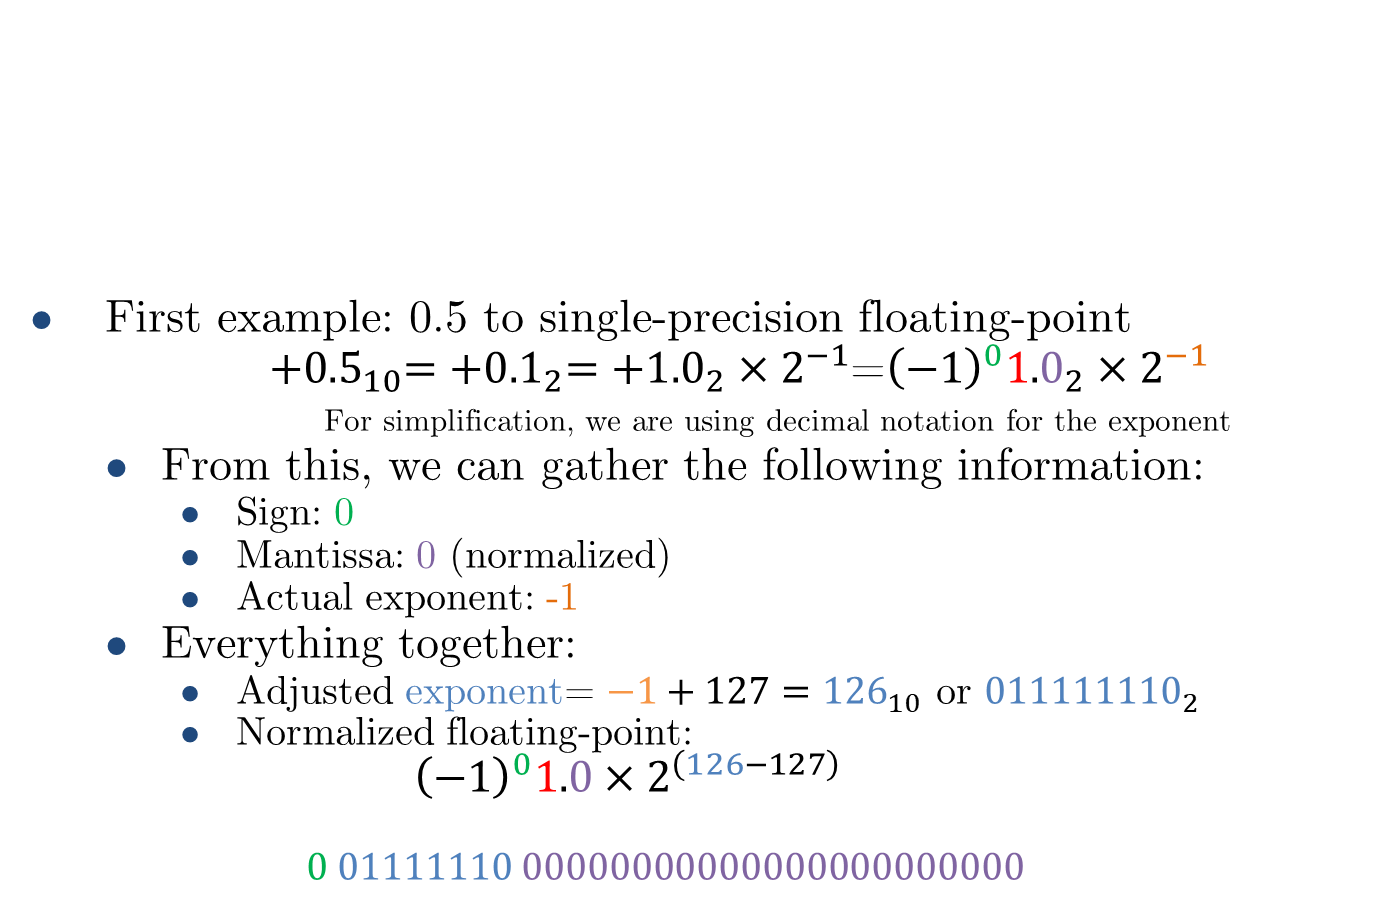 • First example: 0.5 to single-precision floating-point
+0.5₁₀= +0.1₂= +1.0₂ × 2⁻¹=(−1)⁰1.0₂ × 2⁻¹
For simplification, we are using decimal notation for the exponent
• From this, we can gather the following information:
• Sign: 0
• Mantissa: 0 (normalized)
• Actual exponent: -1
• Everything together:
• Adjusted exponent= −1 + 127 = 126₁₀ or 011111110₂
• Normalized floating-point:
(−1)⁰1.0 × 2⁽¹²⁶⁻¹²⁷⁾
0 01111110 00000000000000000000000